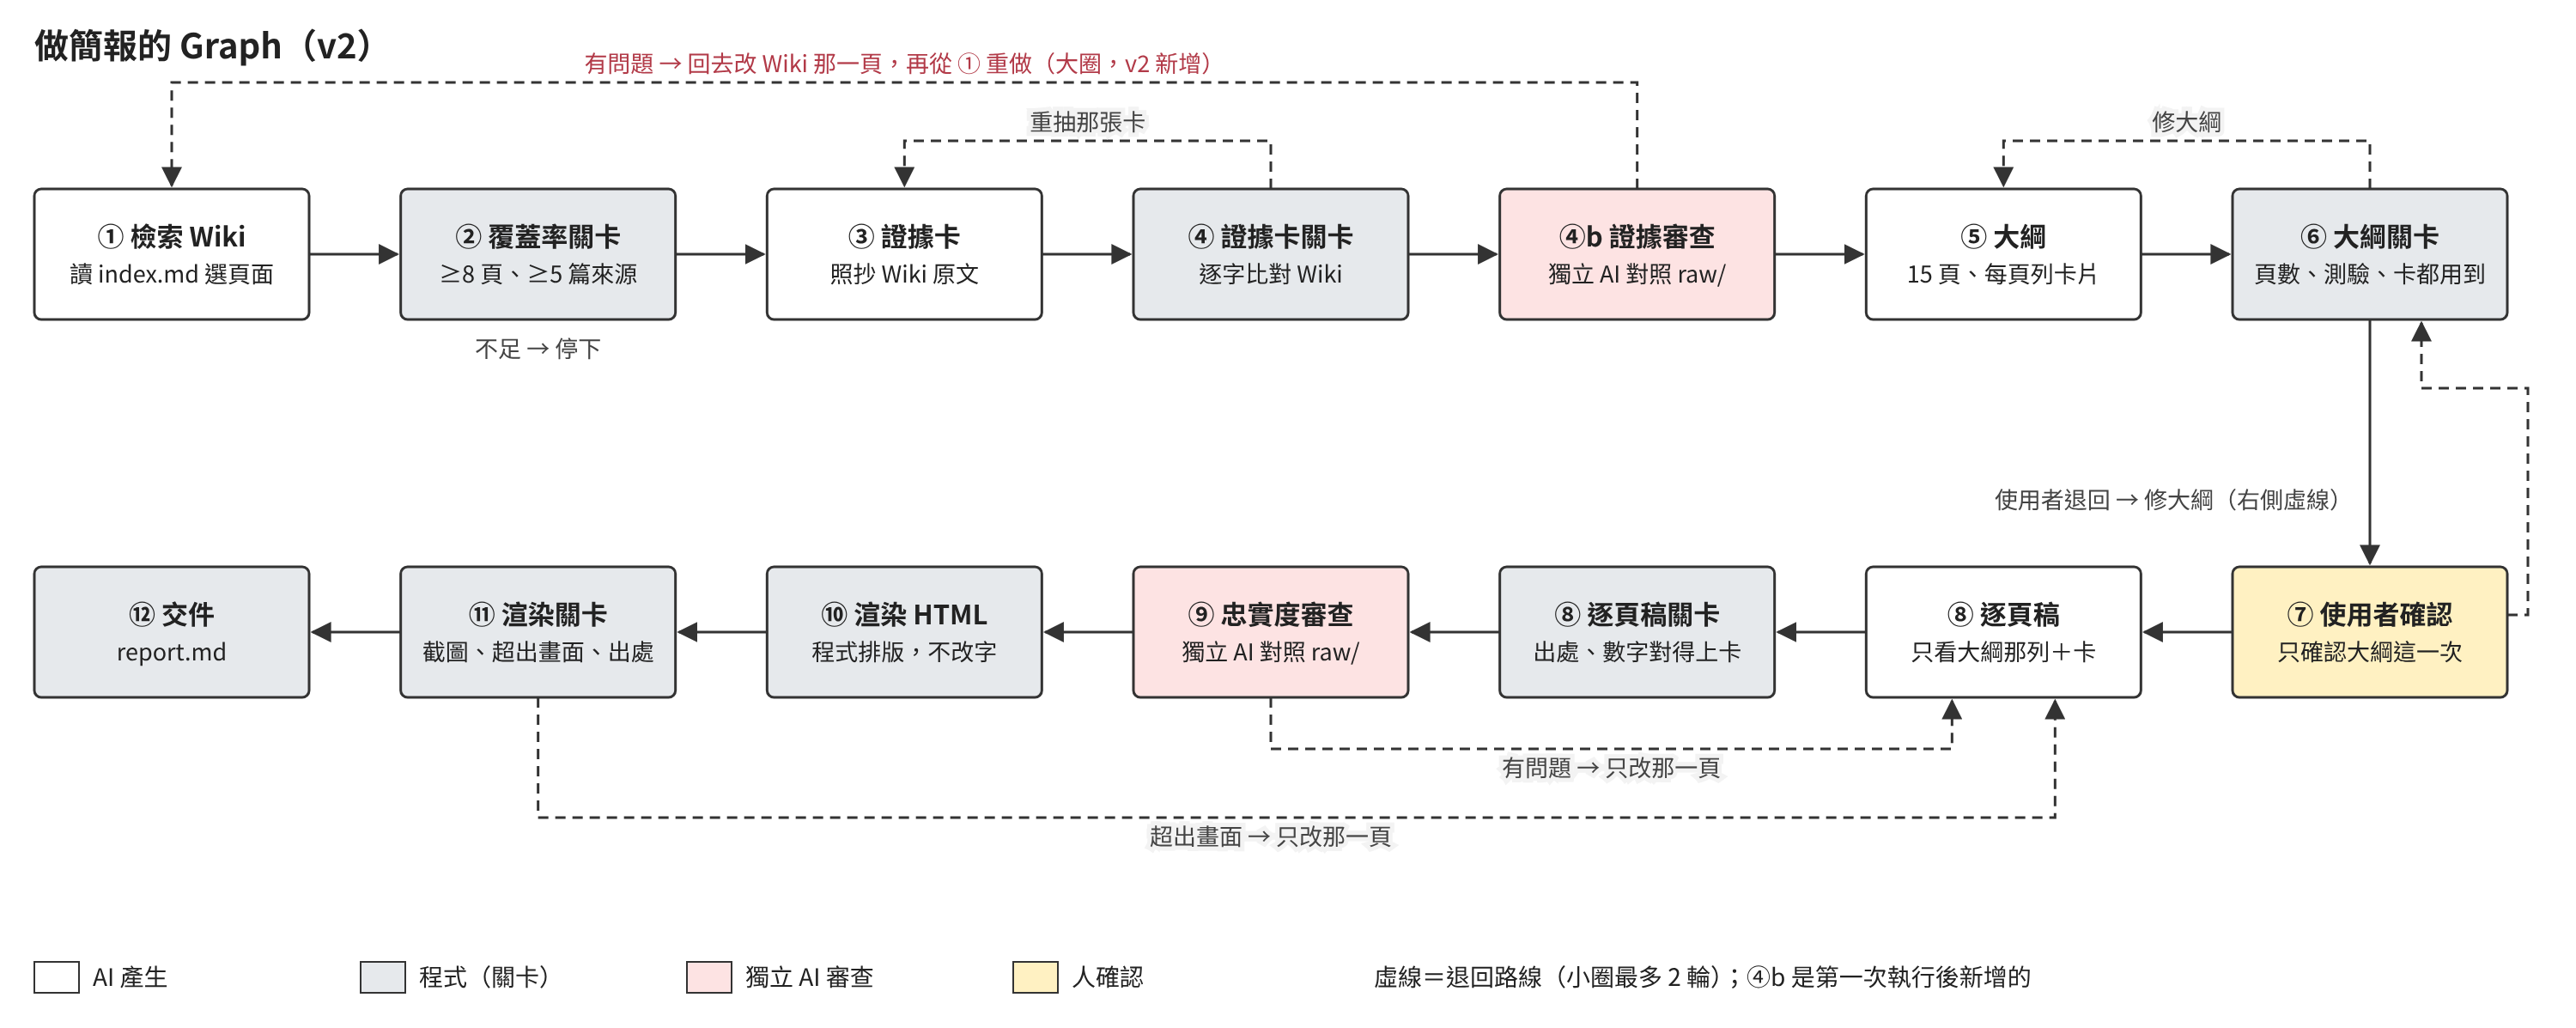 做簡報的 Graph（v2）
有問題 → 回去改 Wiki 那一頁，再從 ① 重做（大圈，v2 新增）
重抽那張卡
修大綱
① 檢索 Wiki
讀 index.md 選頁面
② 覆蓋率關卡
≥8 頁、≥5 篇來源
③ 證據卡
照抄 Wiki 原文
④ 證據卡關卡
逐字比對 Wiki
④b 證據審查
獨立 AI 對照 raw/
⑤ 大綱
15 頁、每頁列卡片
⑥ 大綱關卡
頁數、測驗、卡都用到
不足 → 停下
使用者退回 → 修大綱（右側虛線）
⑫ 交件
report.md
⑪ 渲染關卡
截圖、超出畫面、出處
⑩ 渲染 HTML
程式排版，不改字
⑨ 忠實度審查
獨立 AI 對照 raw/
⑧ 逐頁稿關卡
出處、數字對得上卡
⑧ 逐頁稿
只看大綱那列＋卡
⑦ 使用者確認
只確認大綱這一次
有問題 → 只改那一頁
超出畫面 → 只改那一頁
AI 產生
程式（關卡）
獨立 AI 審查
人確認
虛線＝退回路線（小圈最多 2 輪）；④b 是第一次執行後新增的